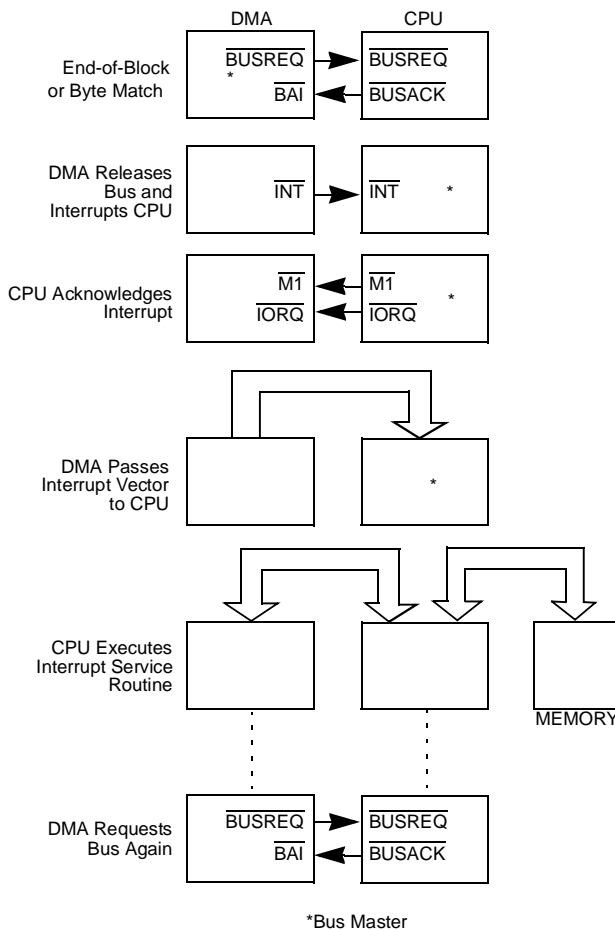 DMA CPU
End-of-Block
or Byte Match
BUSREQ BUSREQ
*
BAI BUSACK
DMA Releases
Bus and
Interrupts CPU
INT INT *
CPU Acknowledges
Interrupt
M1 M1
*
IORQ IORQ
DMA Passes
Interrupt Vector
to CPU
*
CPU Executes
Interrupt Service
Routine
MEMORY
DMA Requests
Bus Again
BUSREQ BUSREQ
BAI BUSACK
*Bus Master